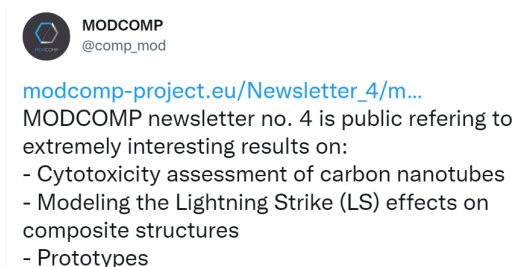 MODCOMP
@comp_mod
modcomp-project.eu/Newsletter_4/m...
MODCOMP newsletter no. 4 is public refering to
extremely interesting results on:
- Cytotoxicity assessment of carbon nanotubes
- Modeling the Lightning Strike (LS) effects on
composite structures
- Prototypes